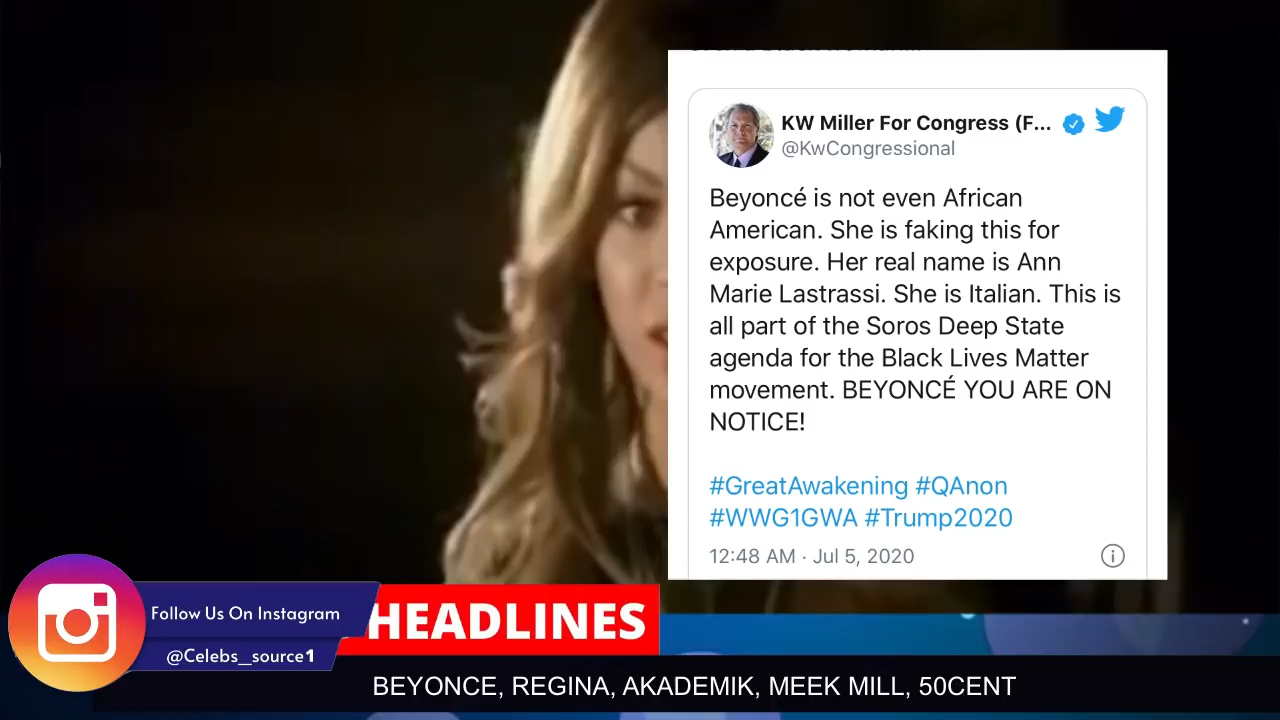 KW Miller For Congress (F...
@KwCongressional
Beyoncé is not even African
American. She is faking this for
exposure. Her real name is Ann
Marie Lastrassi. She is Italian. This is
all part of the Soros Deep State
agenda for the Black Lives Matter
movement. BEYONCÉ YOU ARE ON
NOTICE!
#GreatAwakening #QAnon
#WWG1GWA #Trump2020
12:48 AM · Jul 5, 2020
Follow Us On Instagram
@Celebs_source1
HEADLINES
BEYONCE, REGINA, AKADEMIK, MEEK MILL, 50CENT